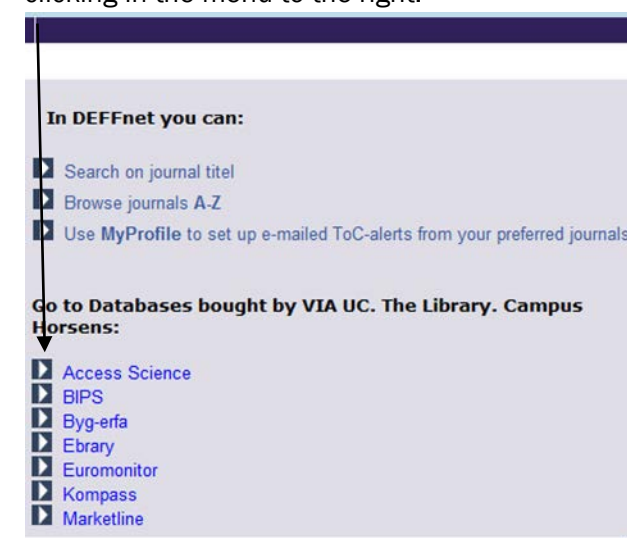 clicking in the menu to the right.
In DEFFnet you can:
Search on journal titel
Browse journals A-Z
Use MyProfile to set up e-mailed ToC-alerts from your preferred journals
Go to Databases bought by VIA UC. The Library. Campus
Horsens:
Access Science
BIPS
Byg-erfa
Ebrary
Euromonitor
Kompass
Marketline